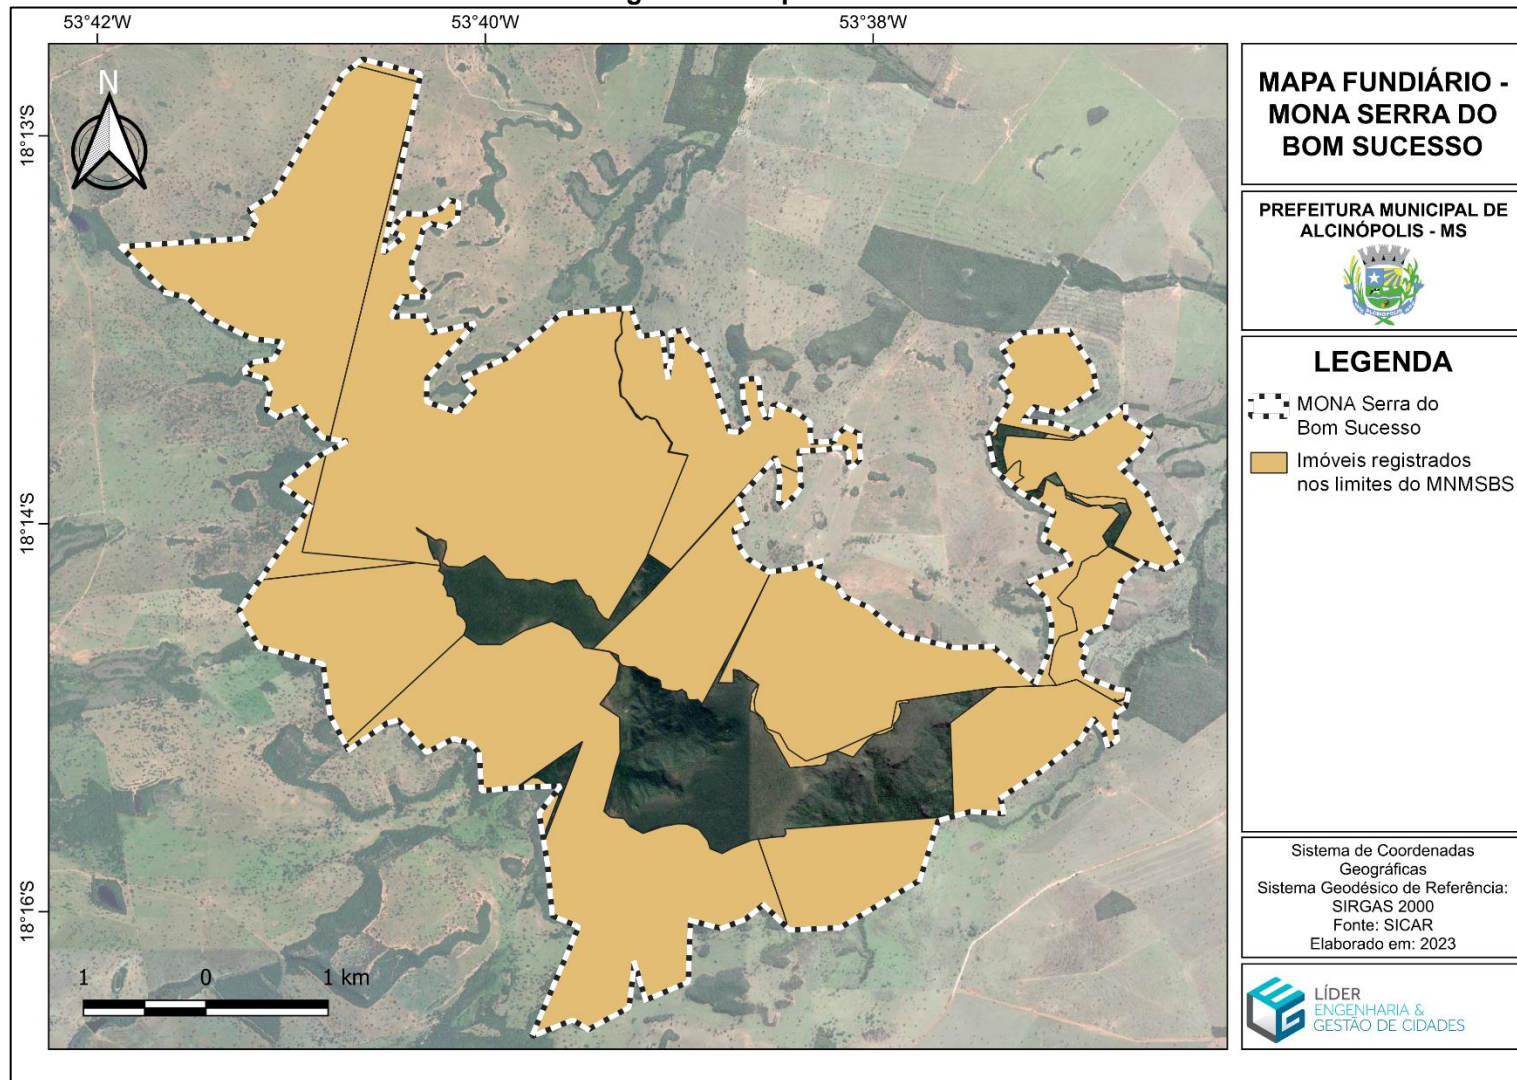 53°42'W
53°40'W
53°38'W
18°13'S
18°14'S
18°16'S
N
1 0 1 km
MAPA FUNDIÁRIO -
MONA SERRA DO
BOM SUCESSO
PREFEITURA MUNICIPAL DE
ALCINÓPOLIS - MS
ALCINÓPOLIS
LEGENDA
MONA Serra do
Bom Sucesso
Imóveis registrados
nos limites do MNMSBS
Sistema de Coordenadas
Geográficas
Sistema Geodésico de Referência:
SIRGAS 2000
Fonte: SICAR
Elaborado em: 2023
LÍDER
ENGENHARIA &
GESTÃO DE CIDADES